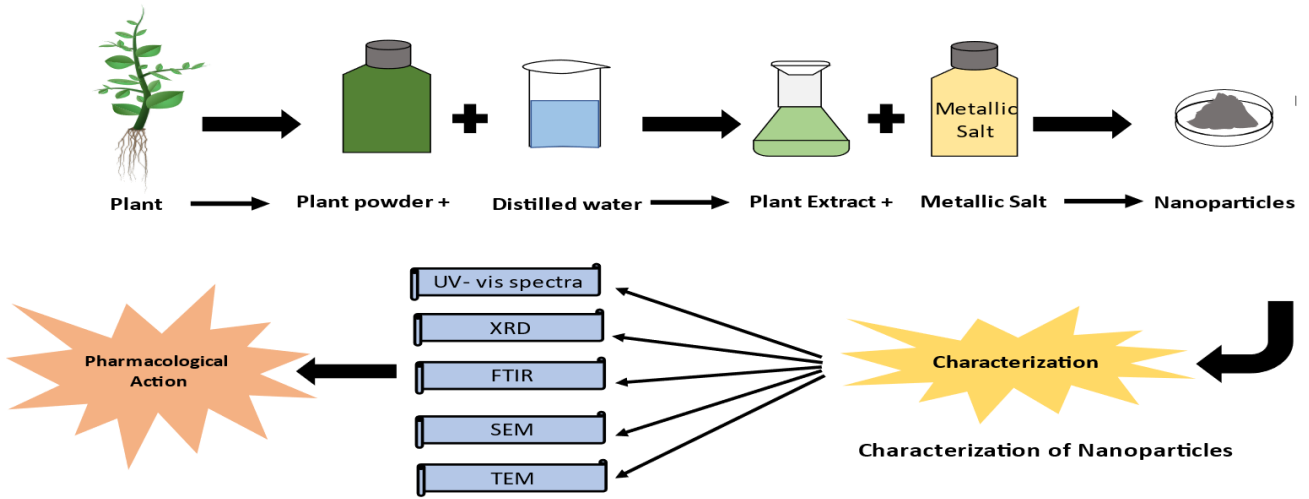 Metallic
Salt
Plant
Plant powder +
Distilled water
Plant Extract +
Metallic Salt
Nanoparticles
UV- vis spectra
XRD
FTIR
SEM
TEM
Pharmacological
Action
Characterization
Characterization of Nanoparticles